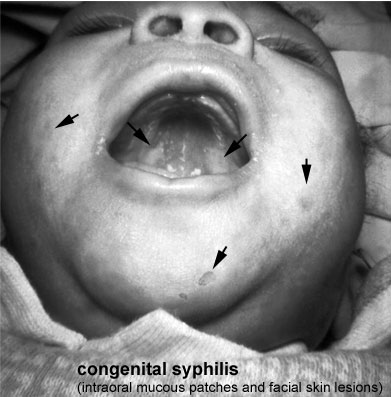 congenital syphilis
(intraoral mucous patches and facial skin lesions)